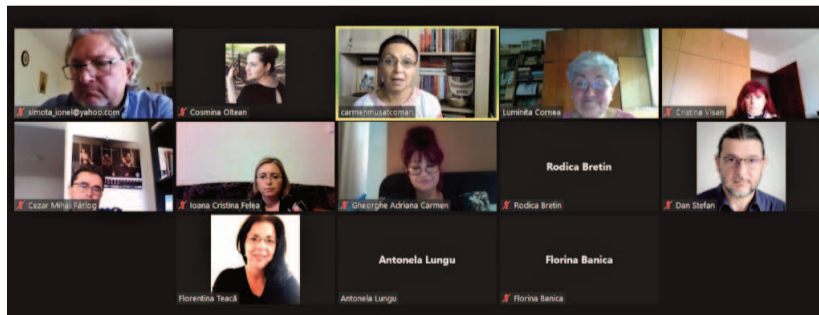 simota_ionel@yahoo.com
Cosmina Oltean
carmenmusatcoman
Luminita Cornea
Cristina Visan
Cezar Mihai Pârlog
Ioana Cristina Felea
Gheorghe Adriana Carmen
Rodica Bretin
Rodica Bretin
Dan Stefan
Florentina Teacă
Antonela Lungu
Antonela Lungu
Florina Banica
Florina Banica